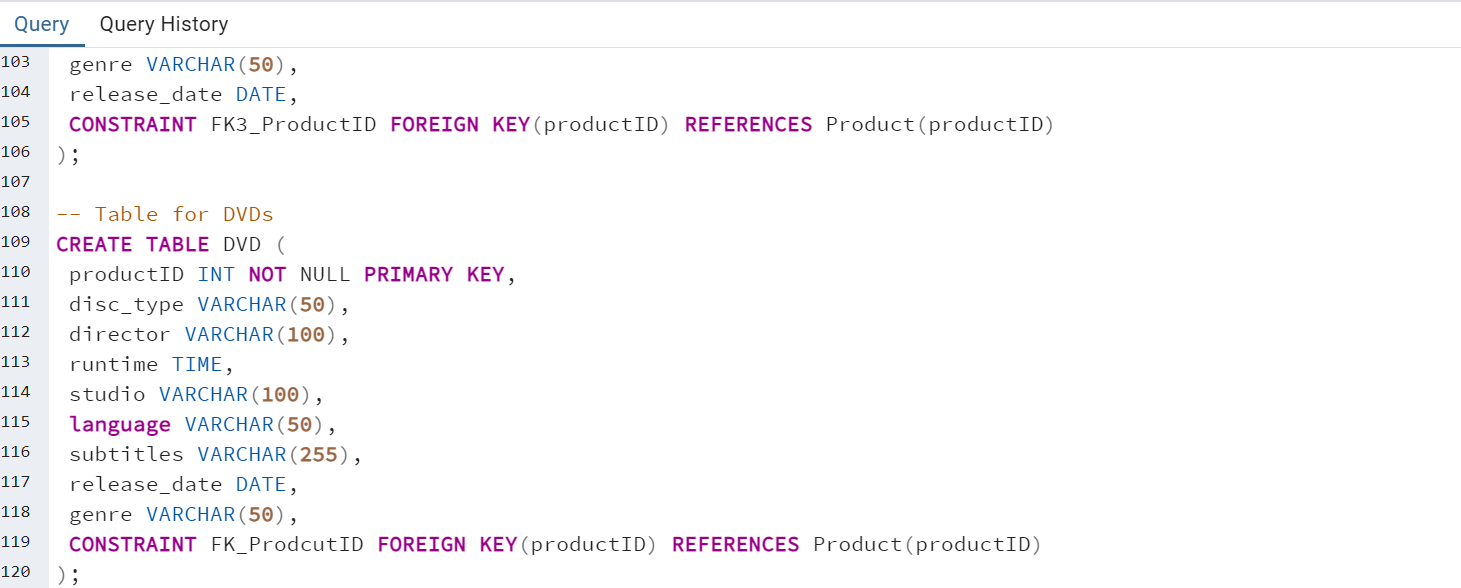 Query Query History
103 genre VARCHAR(50),
104 release_date DATE,
105 CONSTRAINT FK3_ProductID FOREIGN KEY(productID) REFERENCES Product(productID)
106 );
107
108 -- Table for DVDs
109 CREATE TABLE DVD (
110 productID INT NOT NULL PRIMARY KEY,
111 disc_type VARCHAR(50),
112 director VARCHAR(100),
113 runtime TIME,
114 studio VARCHAR(100),
115 language VARCHAR(50),
116 subtitles VARCHAR(255),
117 release_date DATE,
118 genre VARCHAR(50),
119 CONSTRAINT FK_ProdcutID FOREIGN KEY(productID) REFERENCES Product(productID)
120 );